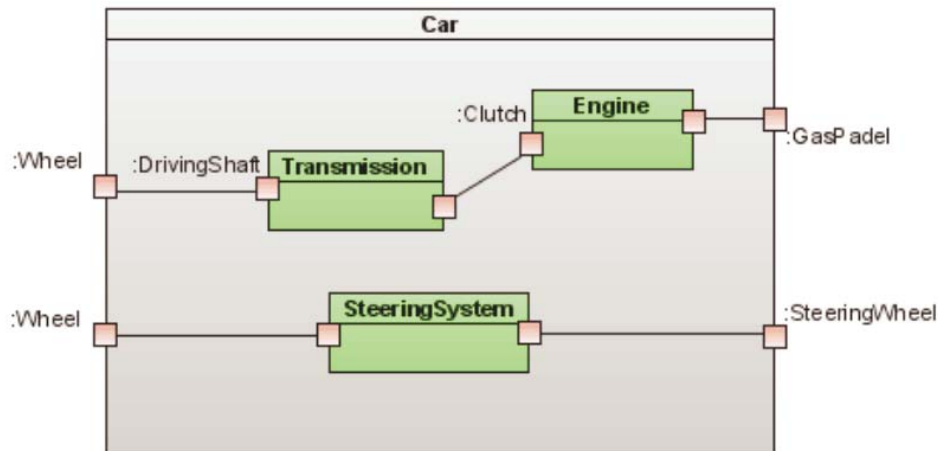 Car
:Clutch
Engine
:GasPadel
:Wheel
:DrivingShaft
Transmission
:Wheel
SteeringSystem
:SteeringWheel